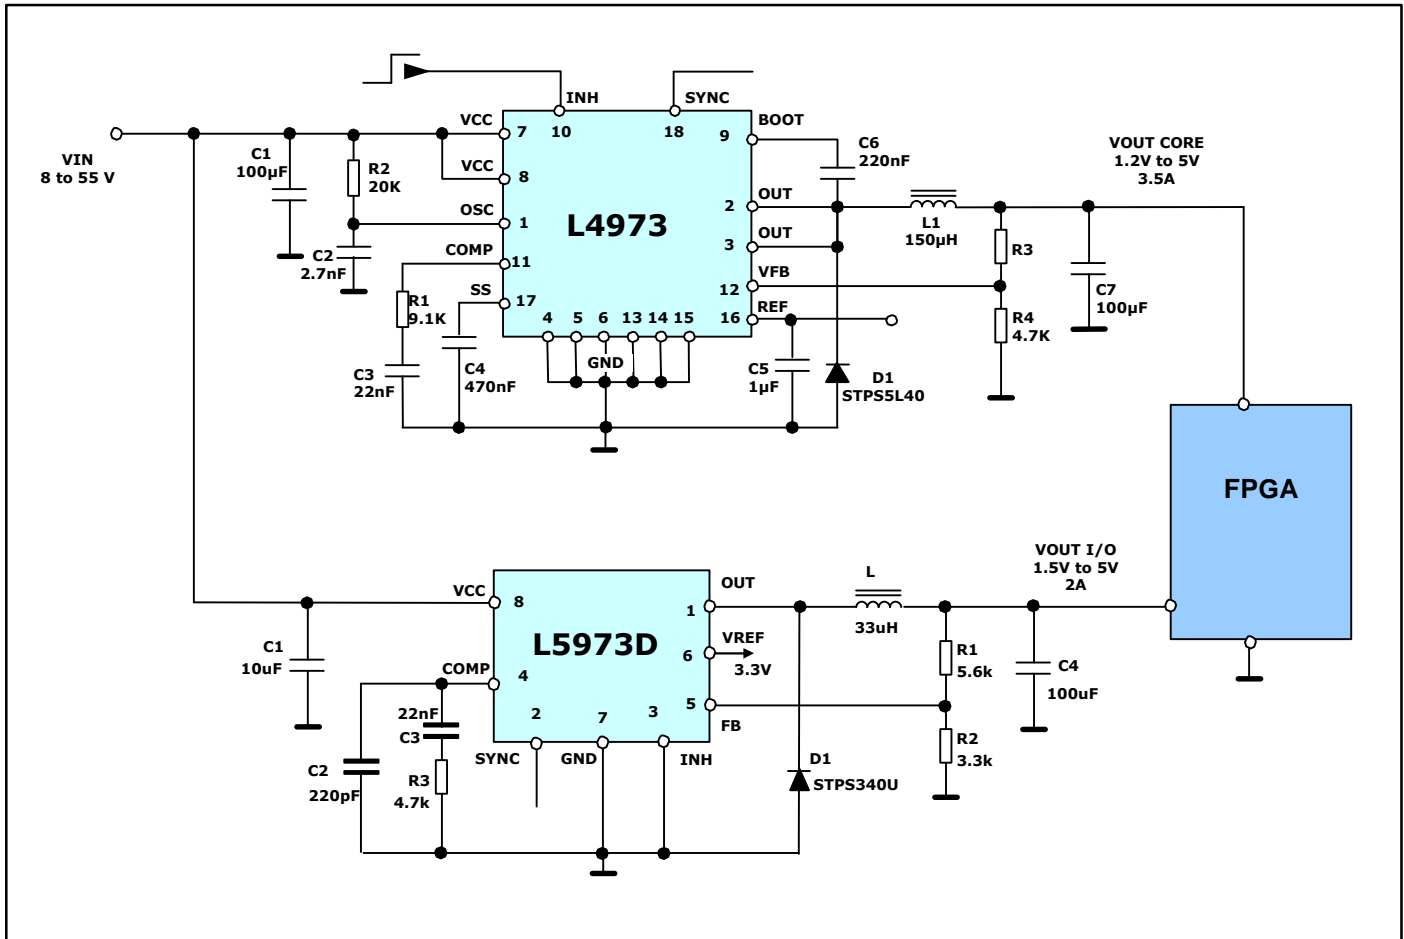 INH
SYNC
VCC
7
10
18
9
BOOT
VIN
8 to 55 V
C1
100µF
R2
20K
VCC
8
C6
220nF
VOUT CORE
1.2V to 5V
3.5A
OSC
1
L4973
2
OUT
L1
150µH
C2
2.7nF
COMP
11
3
OUT
R3
SS
17
12
VFB
R1
9.1K
4
5
6
13
14
15
16
REF
R4
4.7K
C7
100µF
GND
C3
22nF
C4
470nF
C5
1µF
D1
STPS5L40
FPGA
VOUT I/O
1.5V to 5V
2A
VCC
8
OUT
1
L
33uH
C1
10uF
L5973D
VREF
6
3.3V
COMP
4
R1
5.6k
C4
100uF
22nF
C3
2
7
3
5
FB
SYNC
GND
INH
R2
3.3k
C2
220pF
R3
4.7k
D1
STPS340U